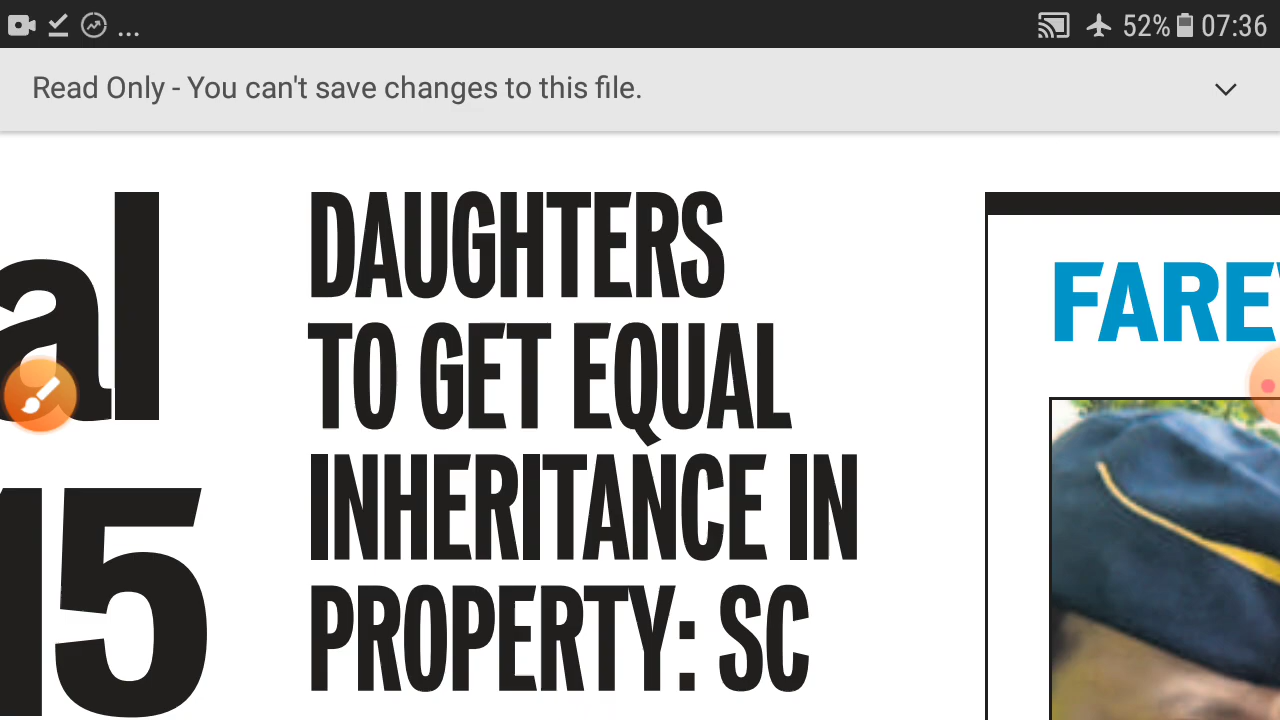 ... 52% 07:36
Read Only - You can't save changes to this file.
al
15
DAUGHTERS
TO GET EQUAL
INHERITANCE IN
PROPERTY: SC
FARE